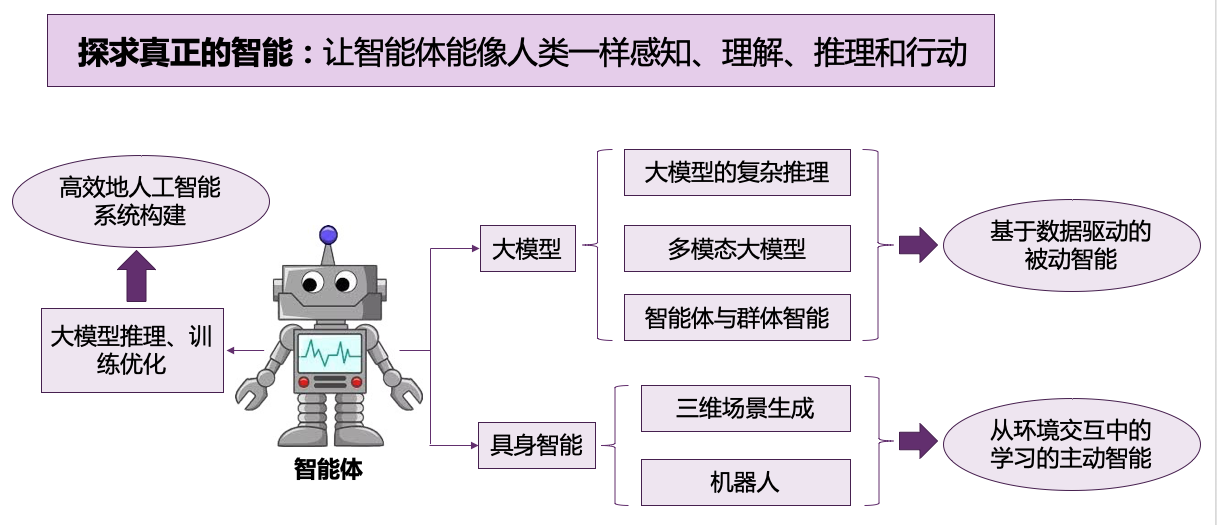 探求真正的智能：让智能体能像人类一样感知、理解、推理和行动
高效地人工智能
系统构建
大模型推理、训
练优化
智能体
大模型
大模型的复杂推理
多模态大模型
智能体与群体智能
基于数据驱动的
被动智能
具身智能
三维场景生成
机器人
从环境交互中的
学习的主动智能